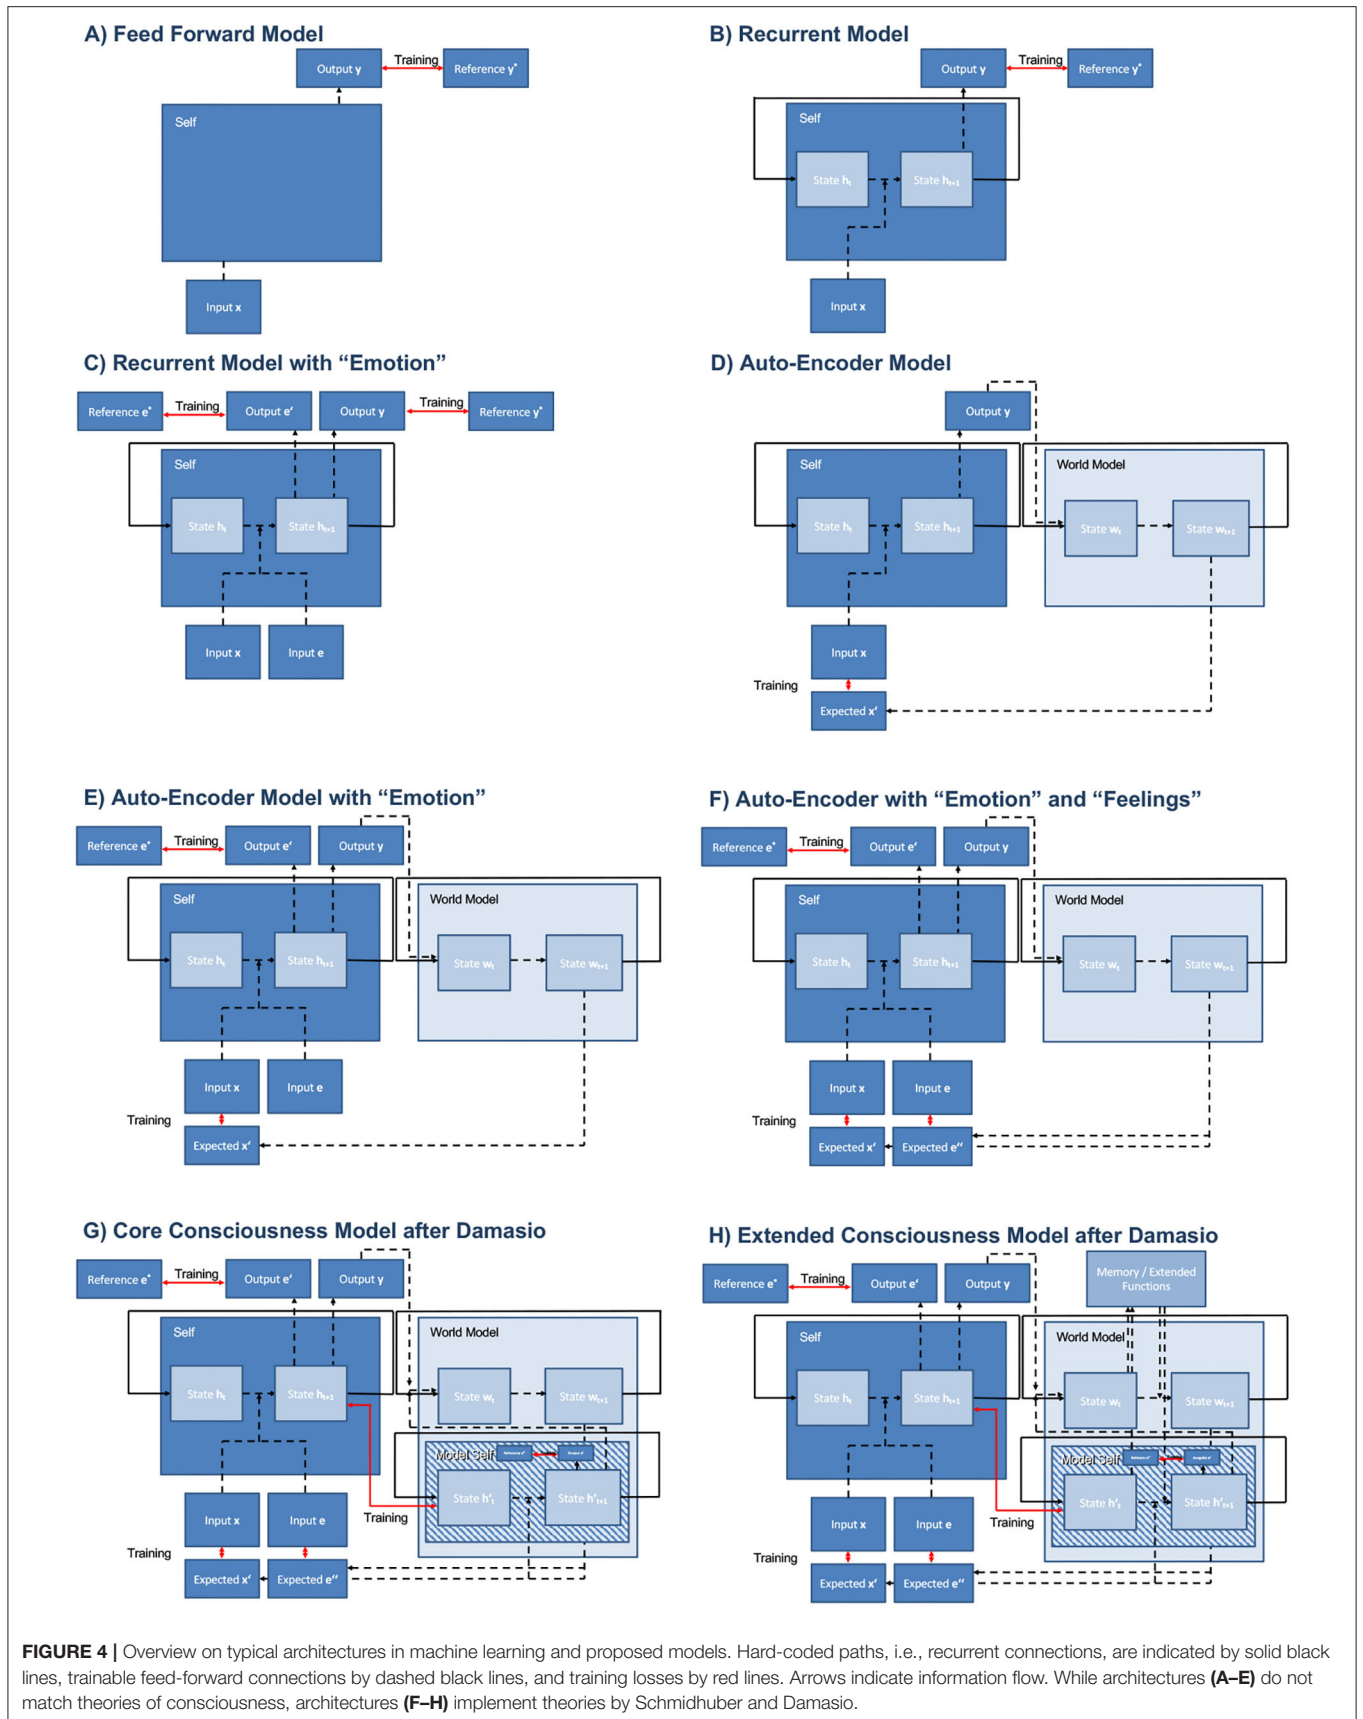 A) Feed Forward Model
Output y
Training
Reference y*
Self
Input x
B) Recurrent Model
Output y
Training
Reference y*
Self
State ht
State ht+1
Input x
C) Recurrent Model with “Emotion”
Reference e*
Training
Output e‘
Output y
Training
Reference y*
Self
State ht
State ht+1
Input x
Input e
D) Auto-Encoder Model
Output y
Self
World Model
State ht
State ht+1
State wt
State wt+1
Input x
Training
Expected x‘
E) Auto-Encoder Model with “Emotion”
Reference e*
Training
Output e‘
Output y
Self
World Model
State ht
State ht+1
State wt
State wt+1
Input x
Input e
Training
Expected x‘
F) Auto-Encoder with “Emotion” and “Feelings”
Reference e*
Training
Output e‘
Output y
Self
World Model
State ht
State ht+1
State wt
State wt+1
Input x
Input e
Training
Expected x‘
Expected e‘‘
G) Core Consciousness Model after Damasio
Reference e*
Training
Output e‘
Output y
Self
World Model
State ht
State ht+1
State wt
State wt+1
Model Self
State h‘t
State h‘t+1
Input x
Input e
Training
Training
Expected x‘
Expected e‘‘
H) Extended Consciousness Model after Damasio
Reference e*
Training
Output e‘
Output y
Memory / Extended
Functions
Self
World Model
State ht
State ht+1
State wt
State wt+1
Model Self
State h‘t
State h‘t+1
Input x
Input e
Training
Training
Expected x‘
Expected e‘‘
FIGURE 4 | Overview on typical architectures in machine learning and proposed models. Hard-coded paths, i.e., recurrent connections, are indicated by solid black
lines, trainable feed-forward connections by dashed black lines, and training losses by red lines. Arrows indicate information flow. While architectures (A–E) do not
match theories of consciousness, architectures (F–H) implement theories by Schmidhuber and Damasio.